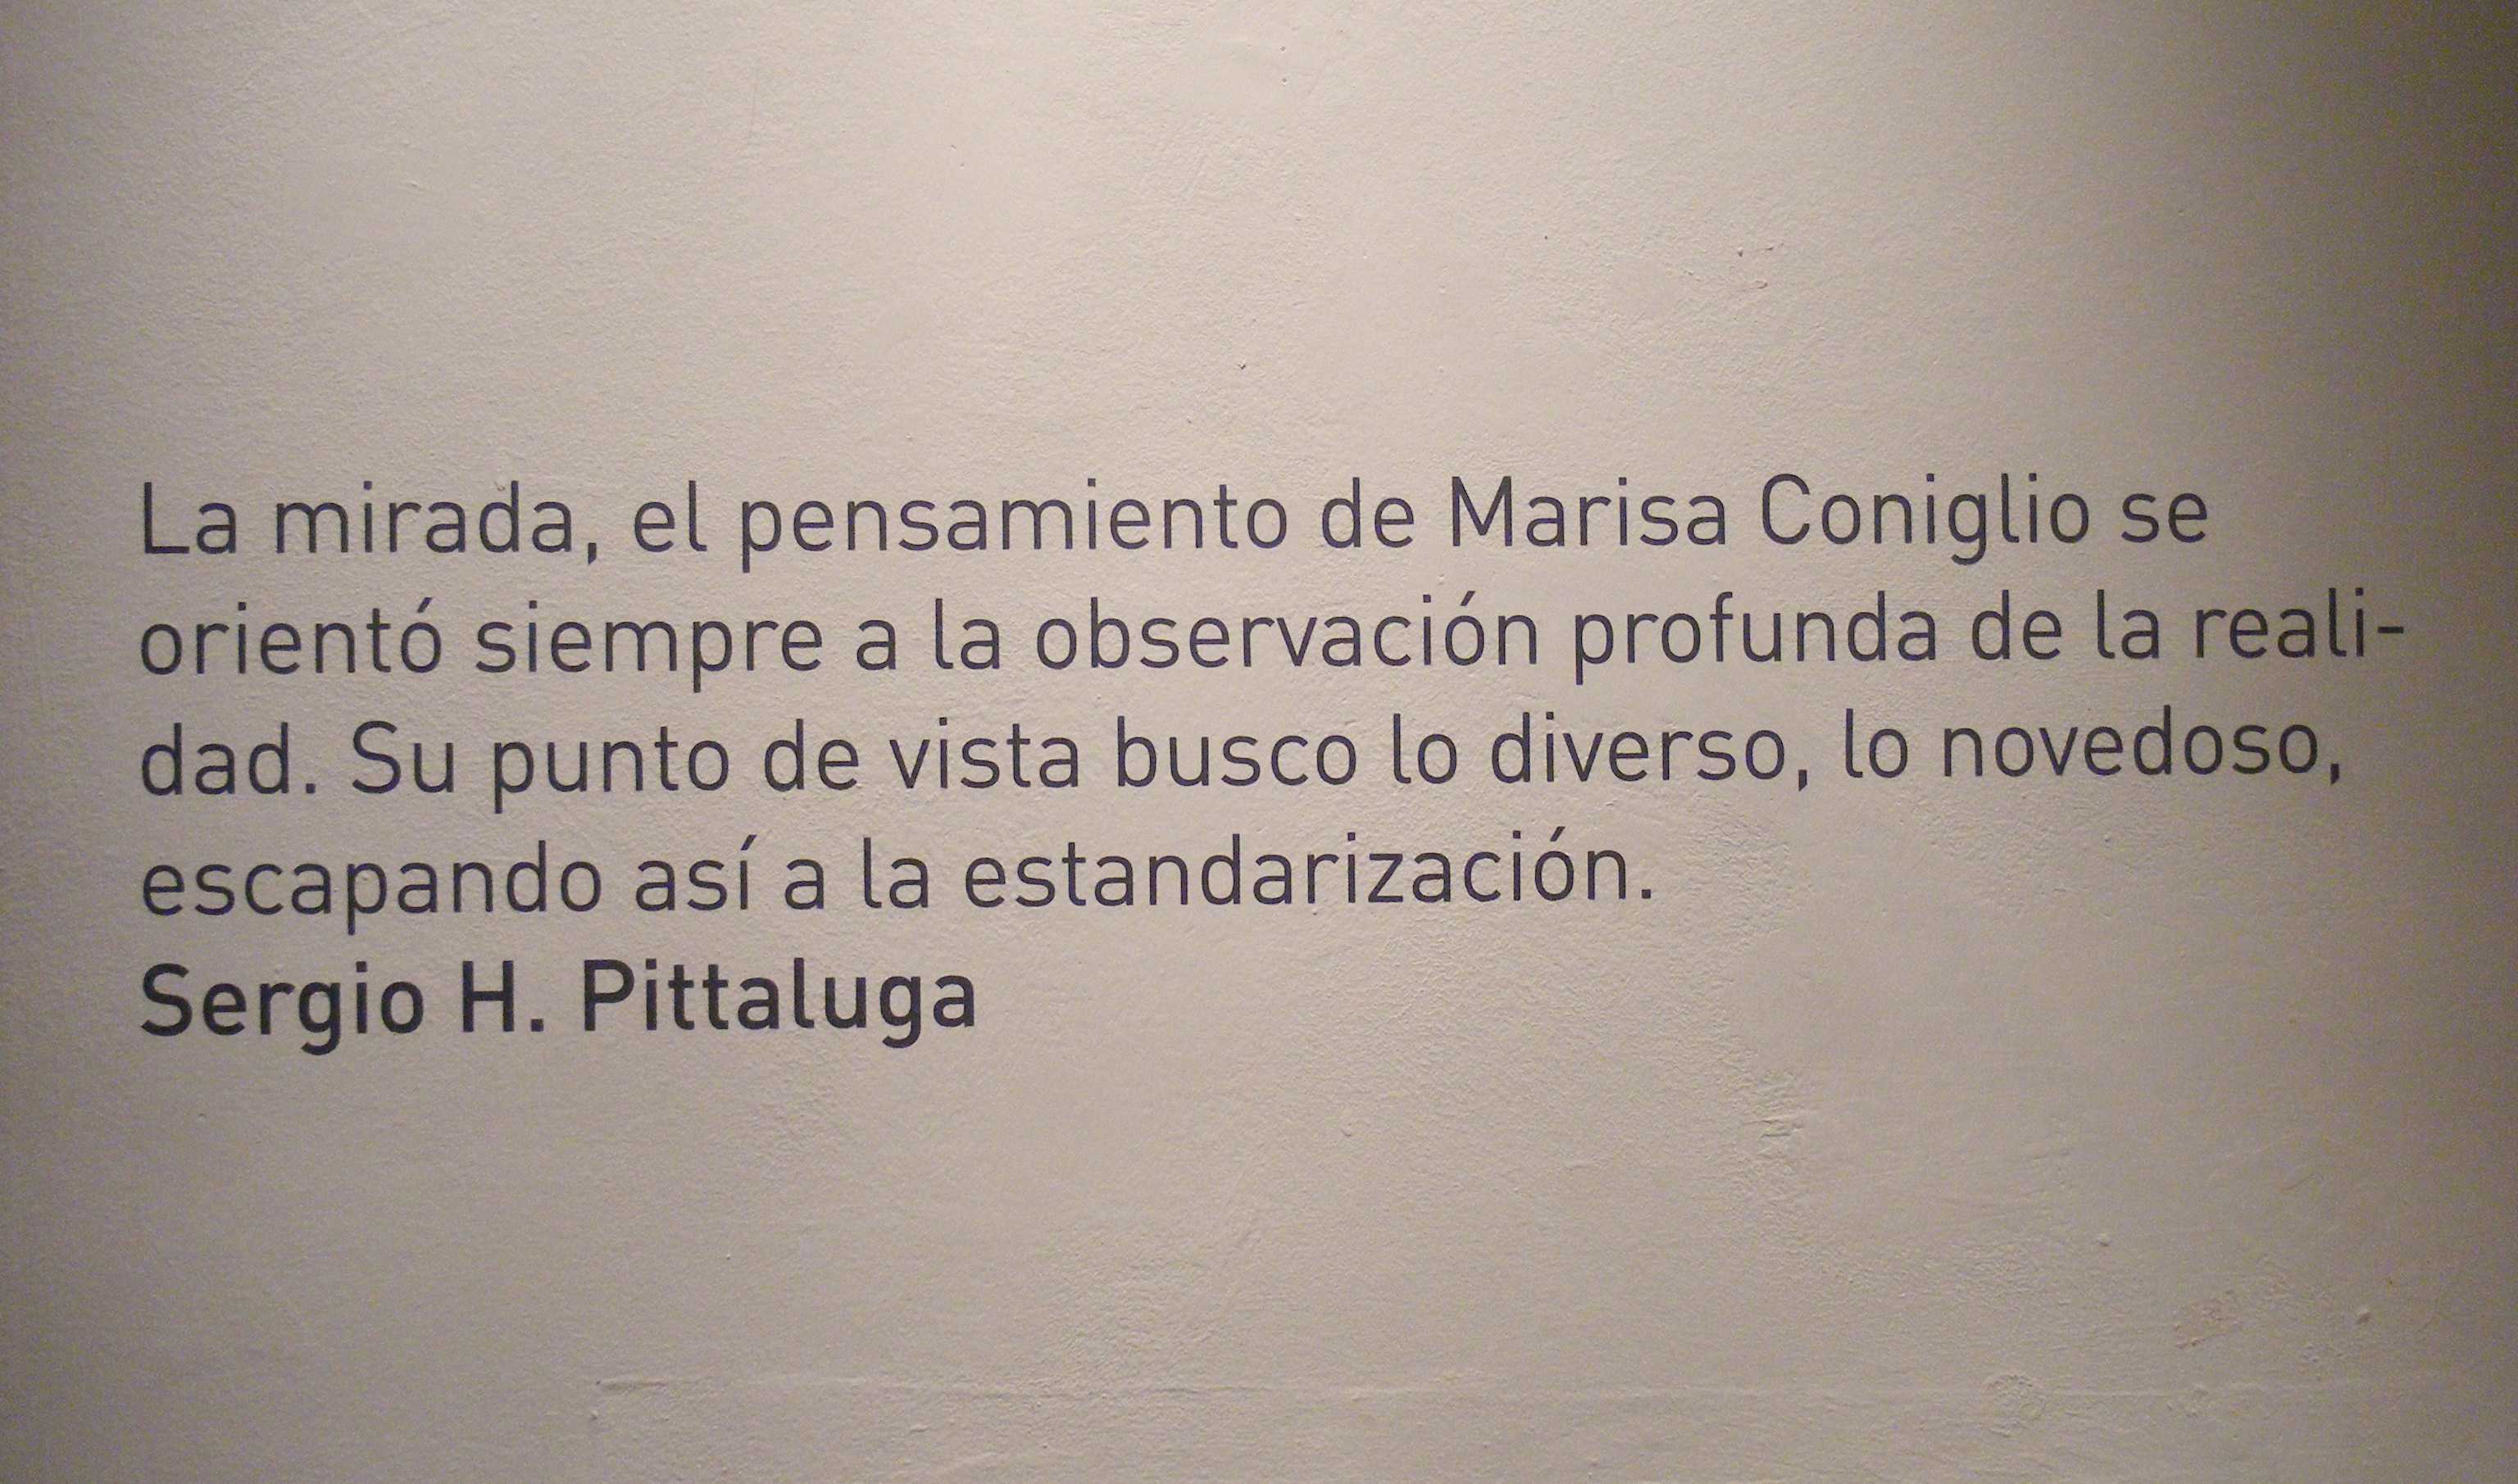 La mirada, el pensamiento de Marisa Coniglio se
orientó siempre a la observación profunda de la reali-
dad. Su punto de vista busco lo diverso, lo novedoso,
escapando así a la estandarización.
Sergio H. Pittaluga